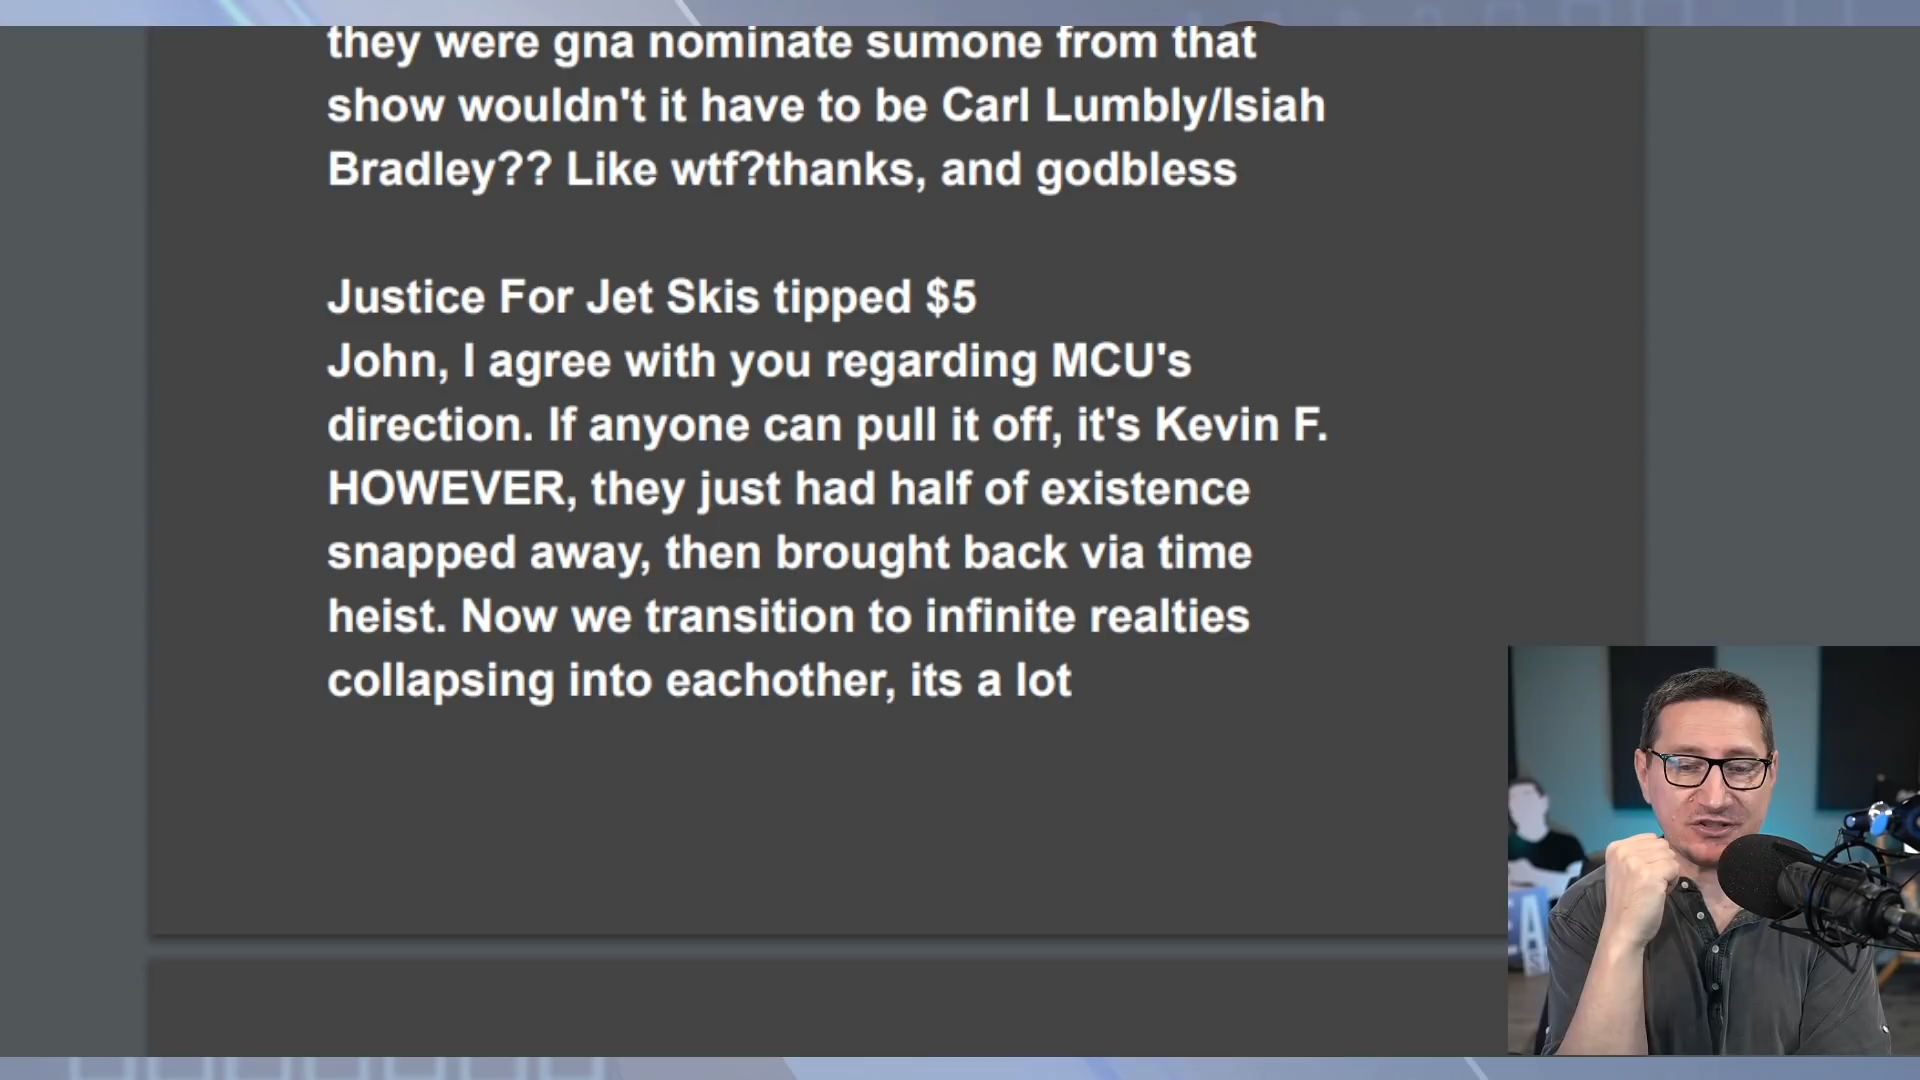 they were gna nominate sumone from that
show wouldn't it have to be Carl Lumbly/Isiah
Bradley?? Like wtf?thanks, and godbless
Justice For Jet Skis tipped $5
John, I agree with you regarding MCU's
direction. If anyone can pull it off, it's Kevin F.
HOWEVER, they just had half of existence
snapped away, then brought back via time
heist. Now we transition to infinite realties
collapsing into eachother, its a lot